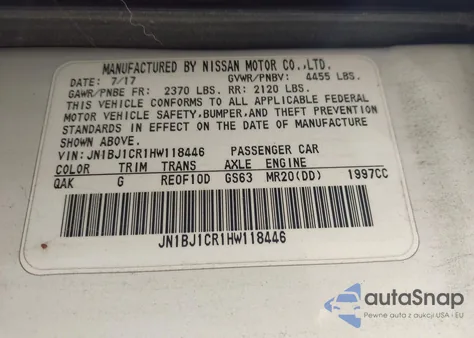 MANUFACTURED BY NISSAN MOTOR CO.,LTD.
DATE: 7/17 GVWR/PNBV: 4455 LBS.
GAWR/PNBE FR: 2370 LBS. RR: 2120 LBS.
THIS VEHICLE CONFORMS TO ALL APPLICABLE FEDERAL
MOTOR VEHICLE SAFETY,BUMPER,AND THEFT PREVENTION
STANDARDS IN EFFECT ON THE DATE OF MANUFACTURE
SHOWN ABOVE.
VIN:JN1BJ1CR1HW118446 PASSENGER CAR
COLOR TRIM TRANS AXLE ENGINE
QAK G RE0F10D GS63 MR20(DD) 1997CC
JN1BJ1CR1HW118446
autoSnap
Pewne auto z aukcji USA - EU